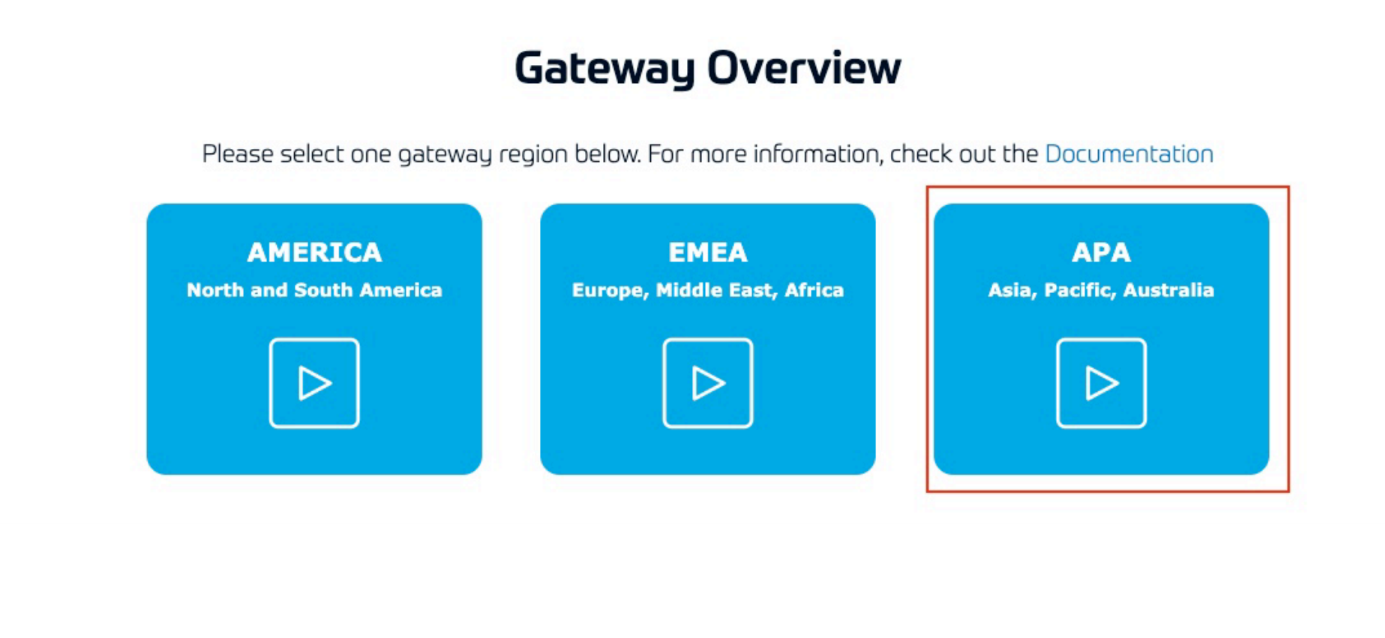 Gateway Overview
Please select one gateway region below. For more information, check out the Documentation
AMERICA
North and South America
EMEA
Europe, Middle East, Africa
APA
Asia, Pacific, Australia